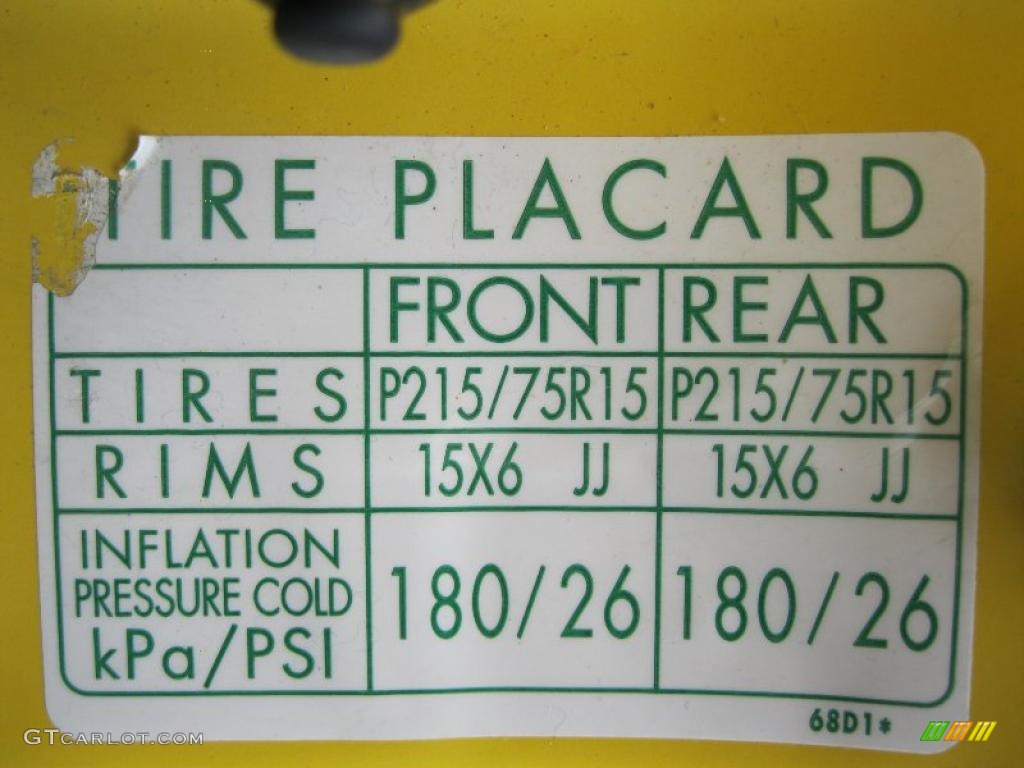 TIRE PLACARD
FRONT REAR
TIRES P215/75R15 P215/75R15
RIMS 15X6 JJ 15X6 JJ
INFLATION
PRESSURE COLD
kPa/PSI 180/26 180/26
68D1*
GTCARLOT.COM